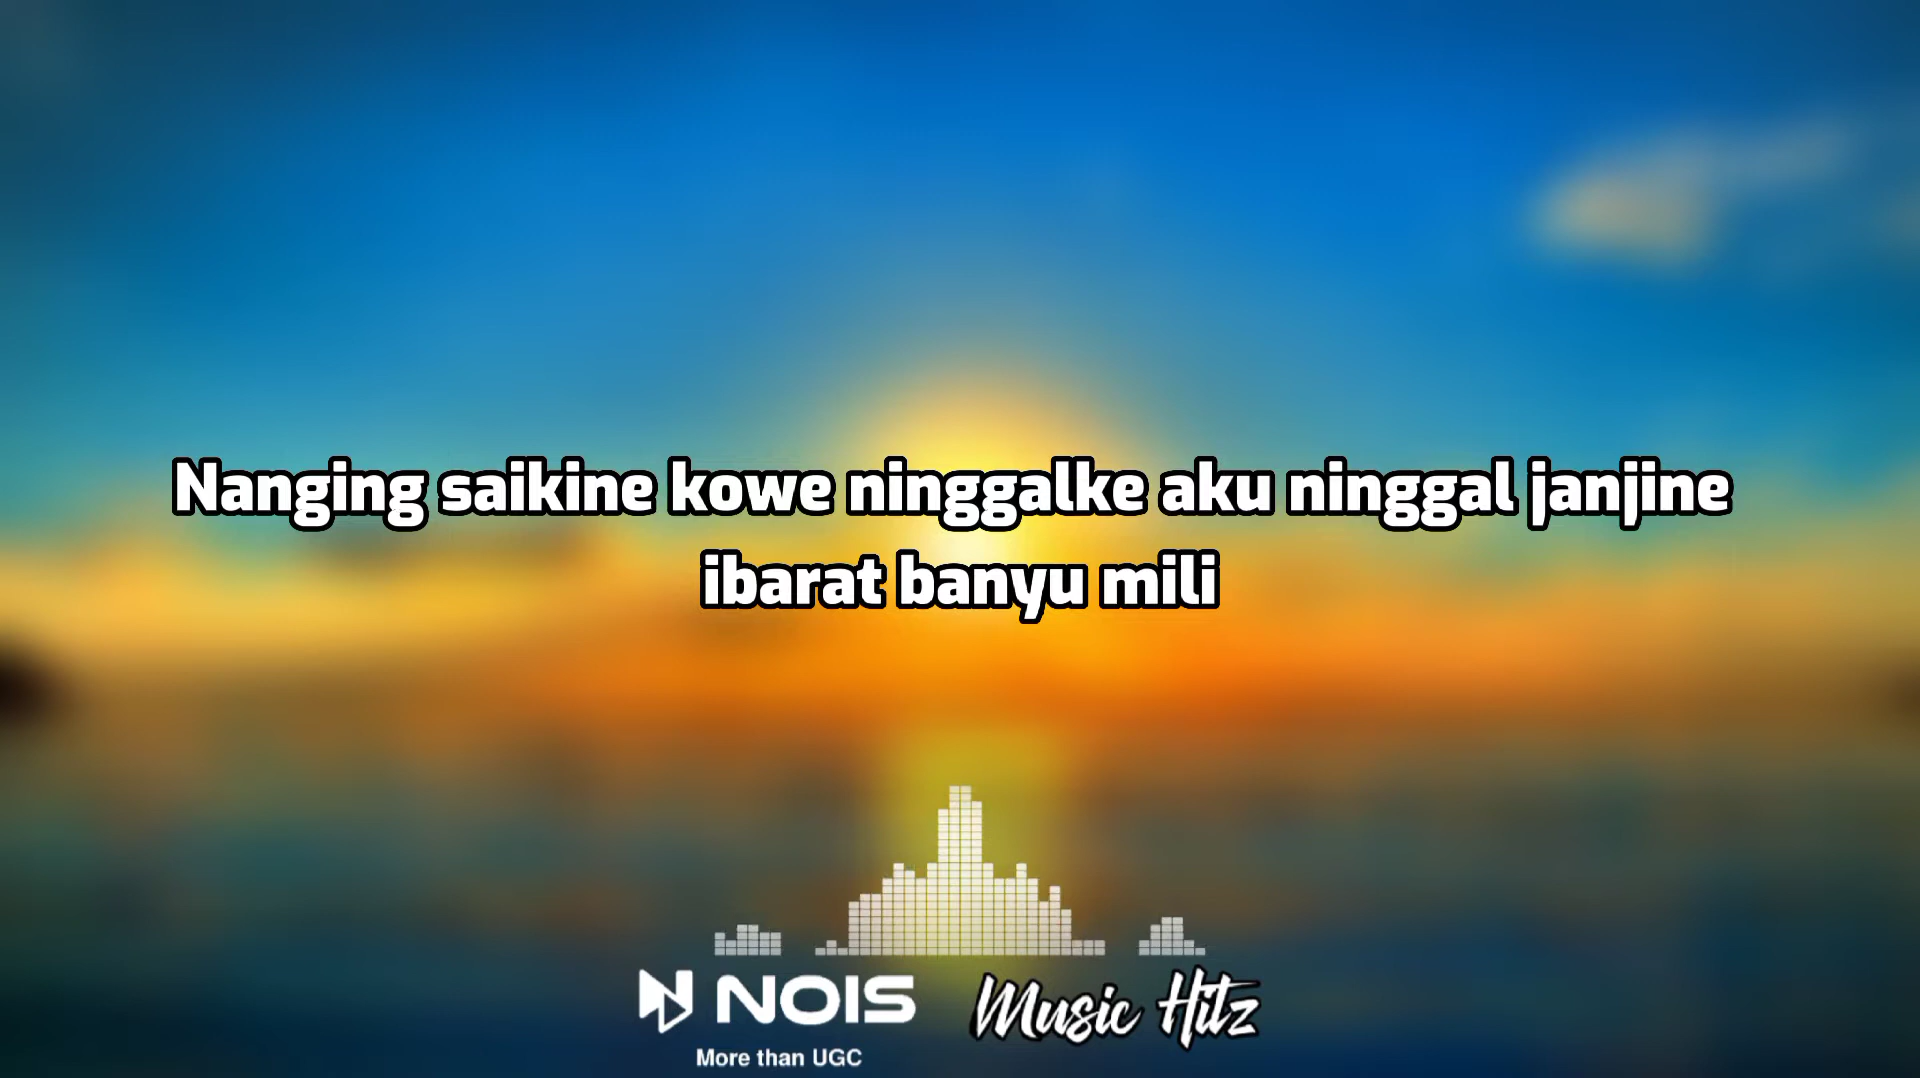 Nanging saikine kowe ninggalke aku ninggal janjine
ibarat banyu mili
NOIS
Music Hitz
More than UGC